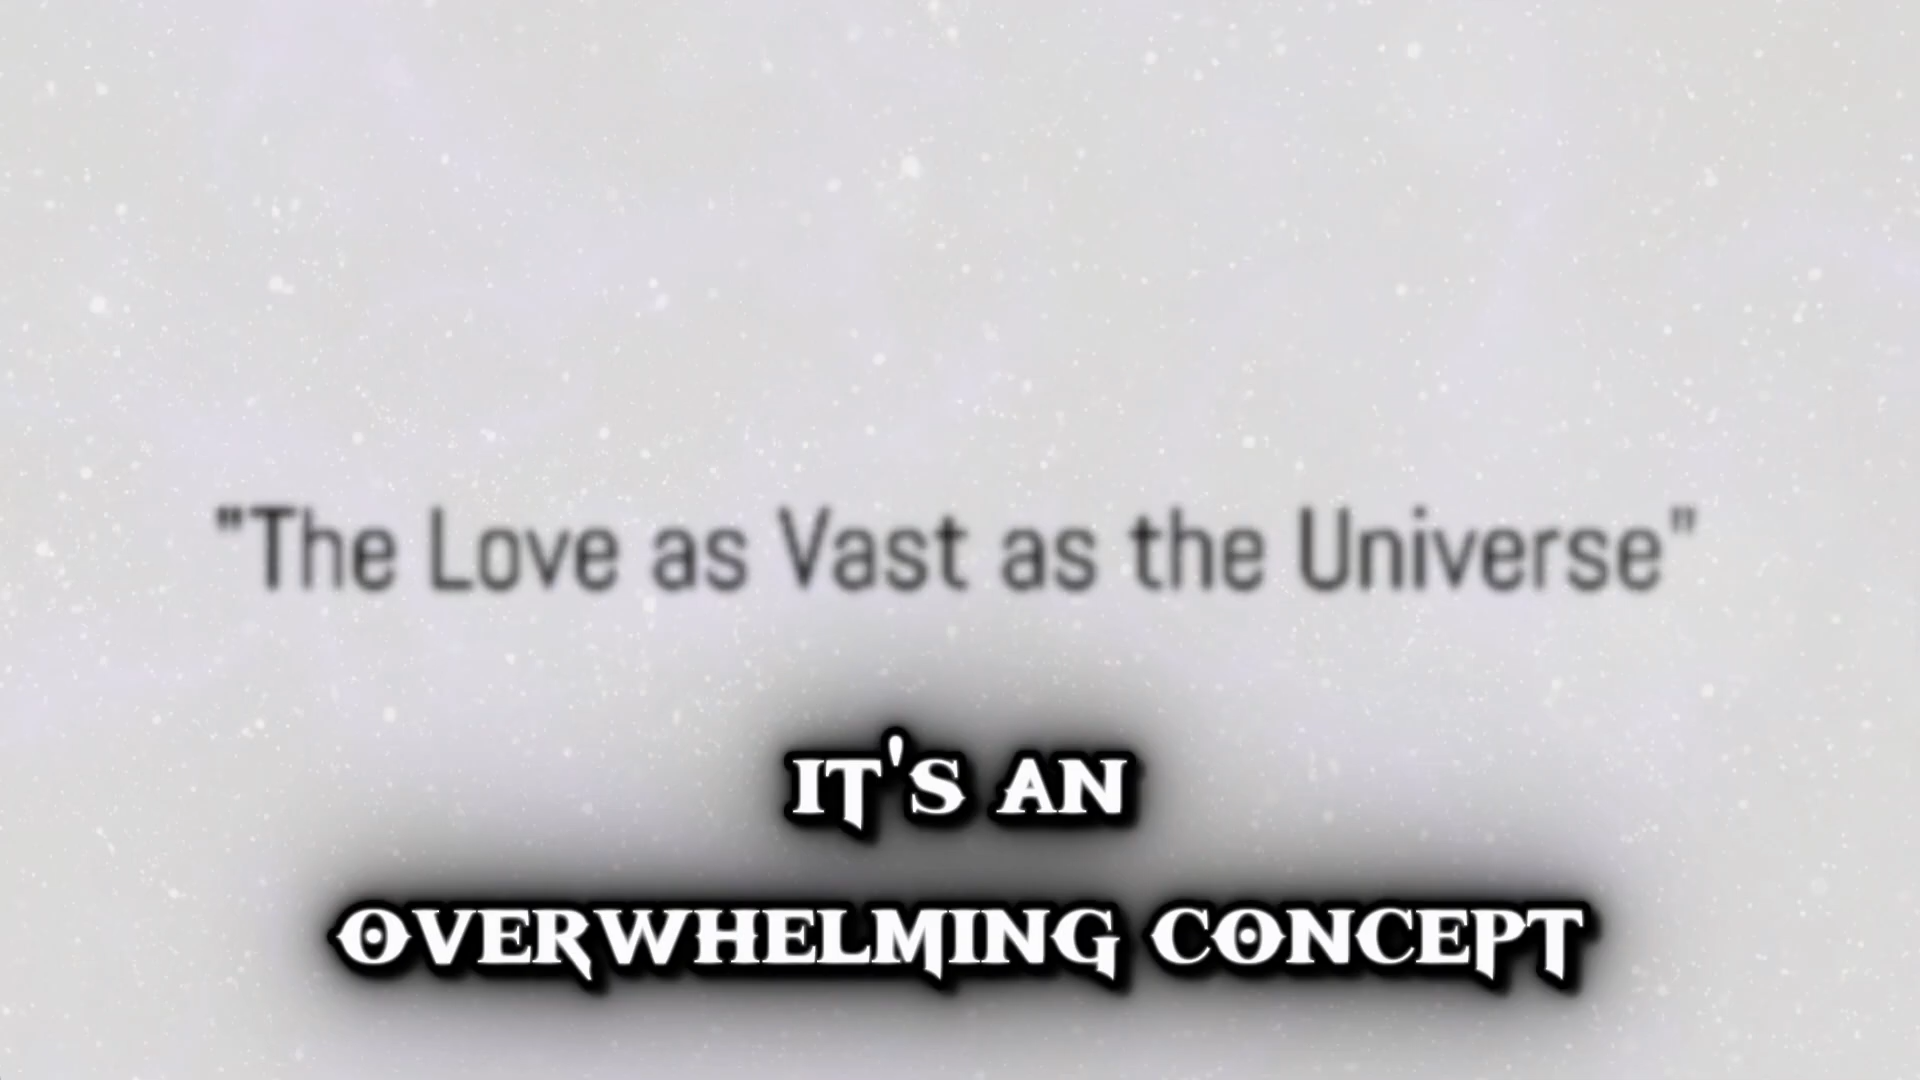 "The Love as Vast as the Universe"
IT'S AN
OVERWHELMING CONCEPT